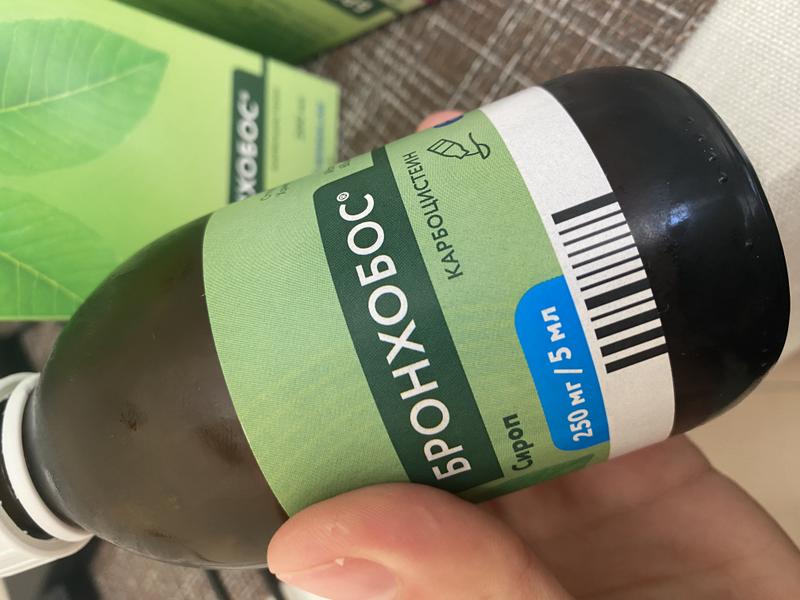 БРОНХОБОС®
КАРБОЦИСТЕИН
Сироп
250 мг / 5 мл